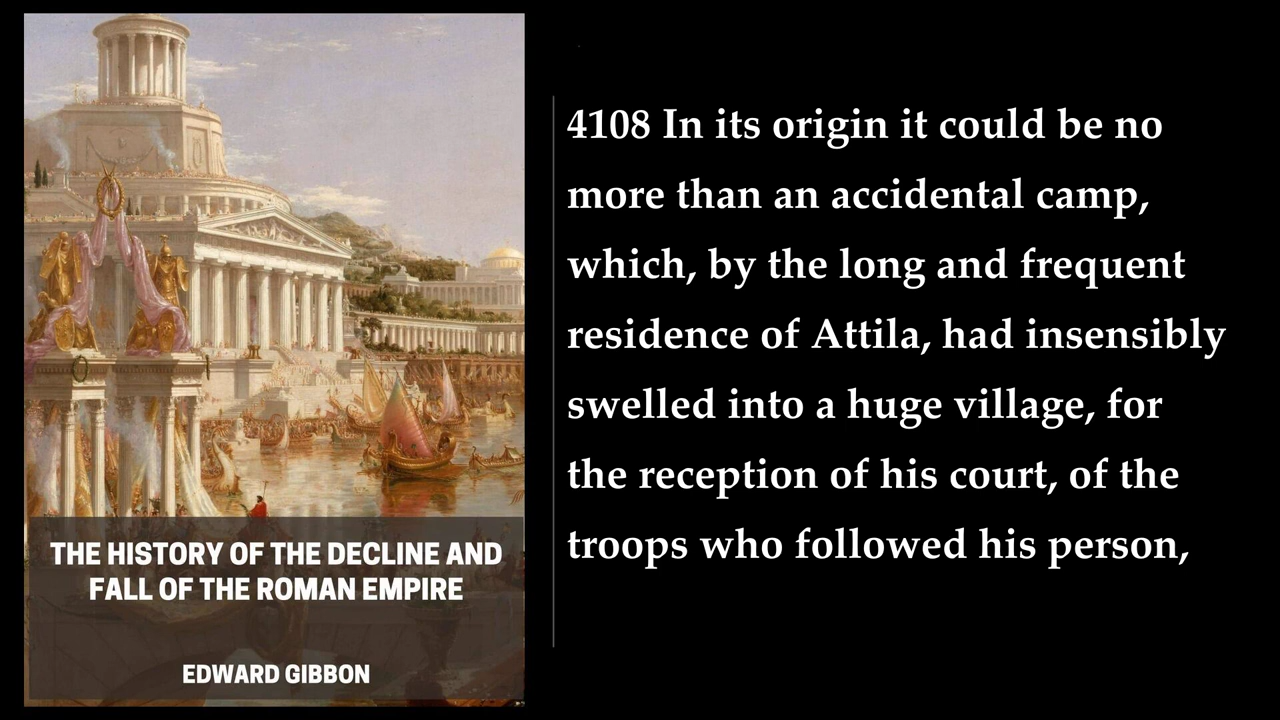 THE HISTORY OF THE DECLINE AND
FALL OF THE ROMAN EMPIRE
EDWARD GIBBON
4108 In its origin it could be no
more than an accidental camp,
which, by the long and frequent
residence of Attila, had insensibly
swelled into a huge village, for
the reception of his court, of the
troops who followed his person,